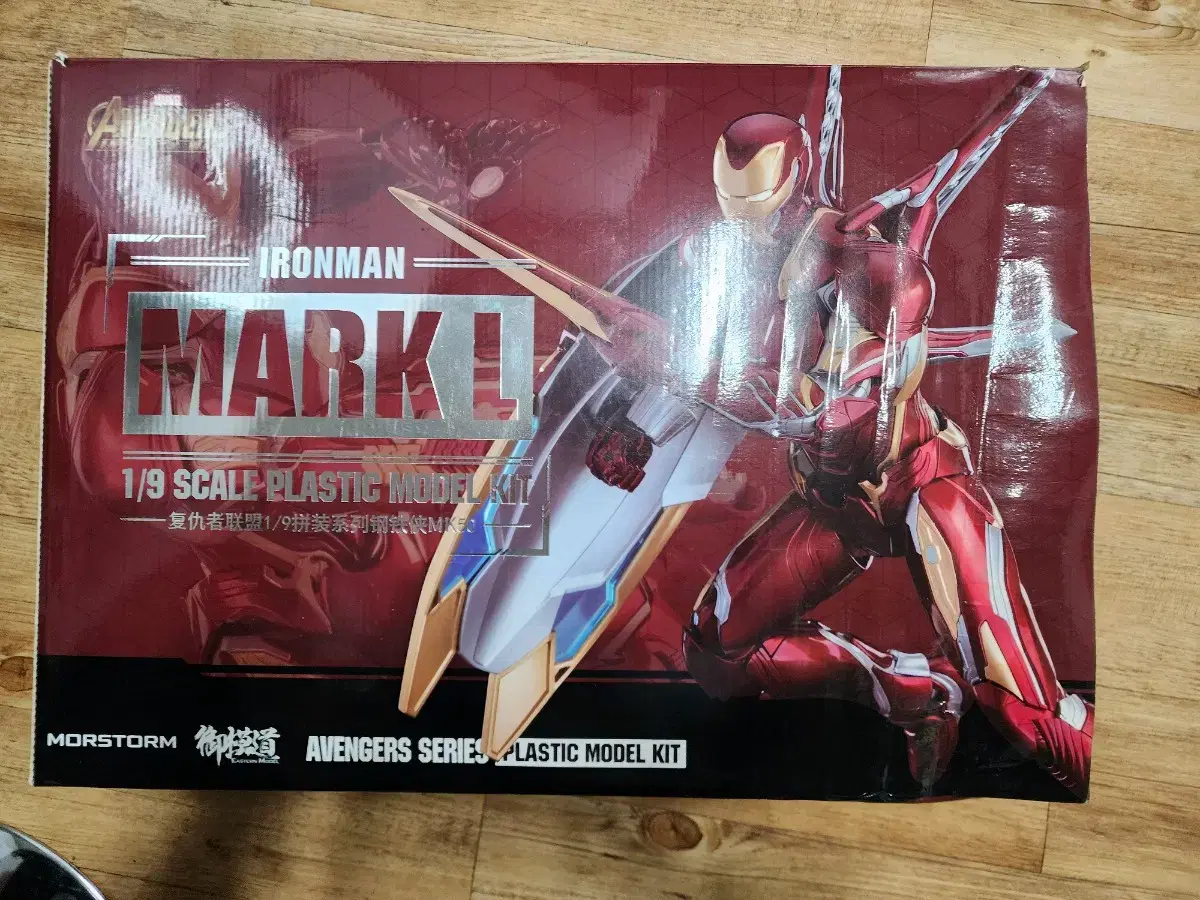 AVENGERS
IRONMAN
MARK L
1/9 SCALE PLASTIC MODEL KIT
复仇者联盟1/9拼装系列钢铁侠MK50
MORSTORM
御模道
EASTERN MODEL
AVENGERS SERIES PLASTIC MODEL KIT